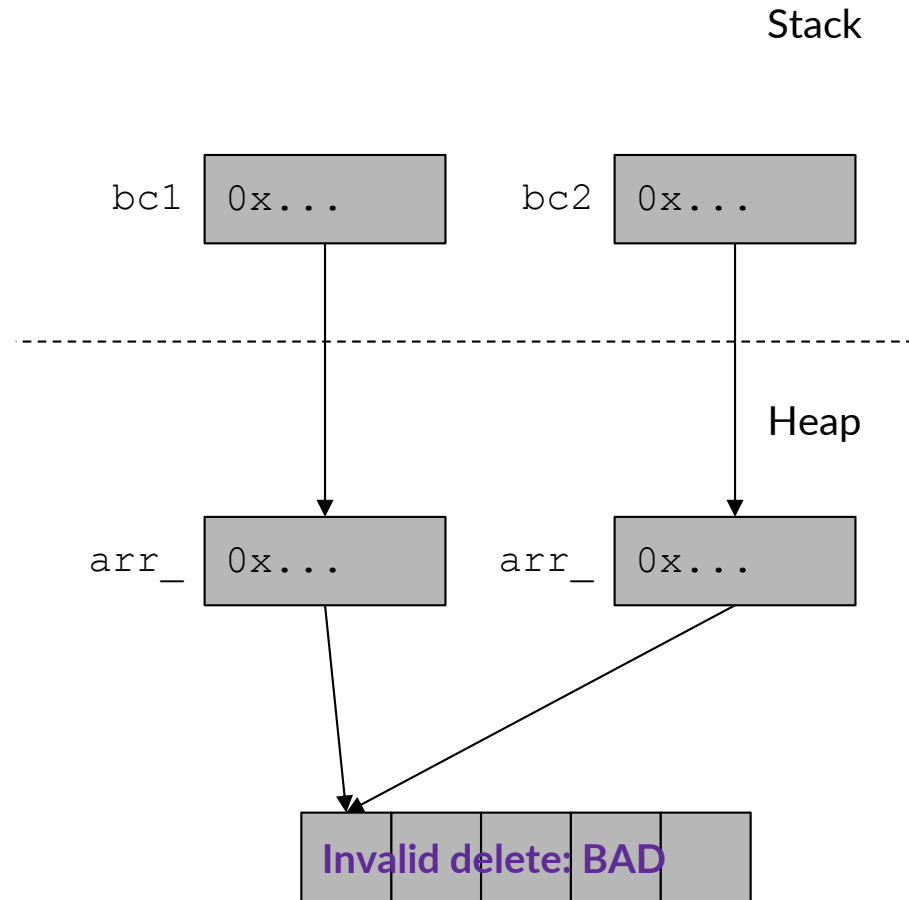 Stack
bc1 0x... bc2 0x...
Heap
arr_ 0x... arr_ 0x...
Invalid delete: BAD